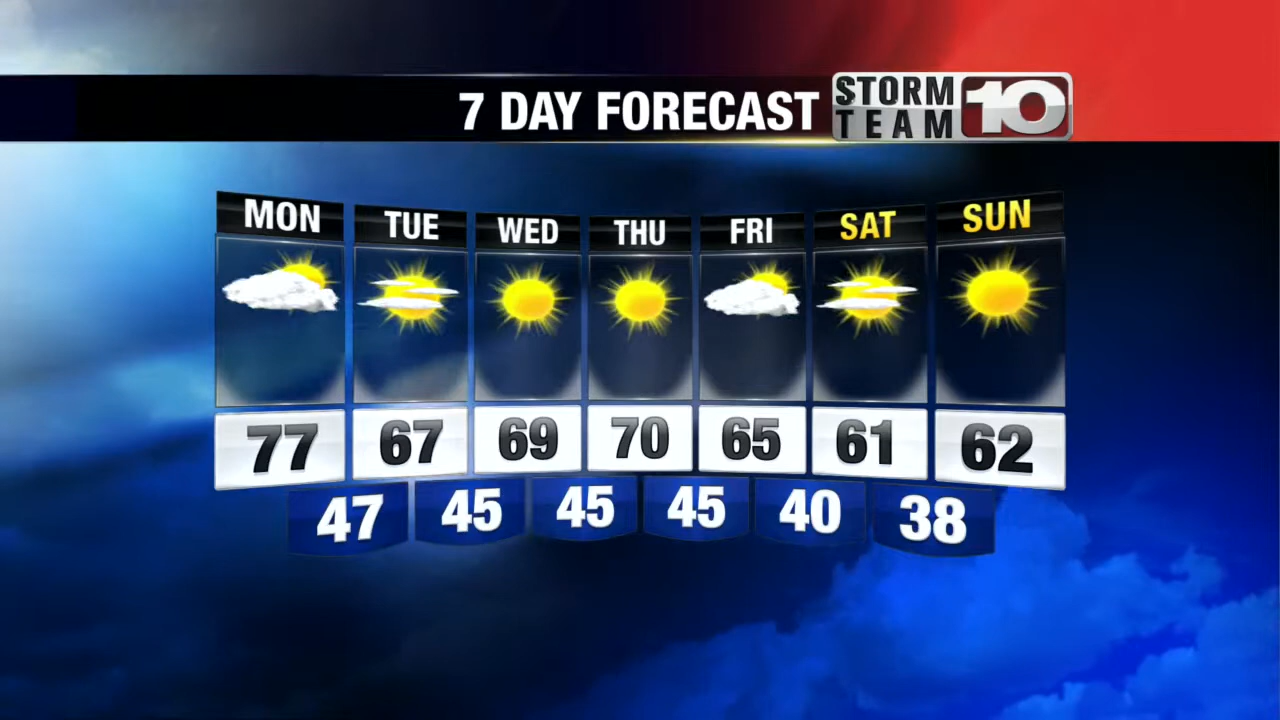 7 DAY FORECAST
STORM TEAM 10
MON TUE WED THU FRI SAT SUN
77 67 69 70 65 61 62
47 45 45 45 40 38